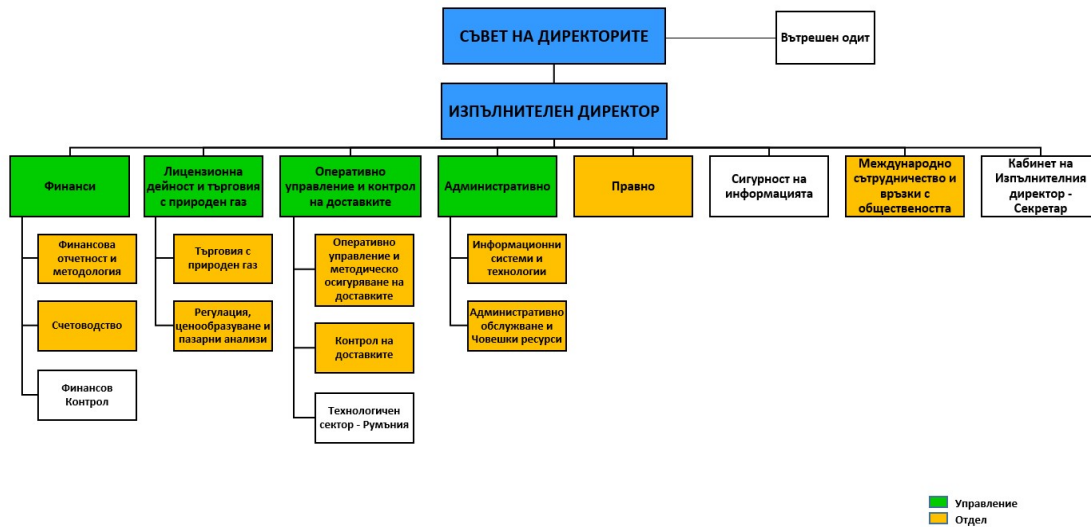 СЪВЕТ НА ДИРЕКТОРИТЕ
Вътрешен одит
ИЗПЪЛНИТЕЛЕН ДИРЕКТОР
Финанси
Лицензионна
дейност и търговия
с природен газ
Оперативно
управление и контрол
на доставките
Административно
Правно
Сигурност на
информацията
Международно
сътрудничество и
връзки с
обществеността
Кабинет на
Изпълнителния
директор -
Секретар
Финансова
отчетност и
методология
Търговия с
природен газ
Оперативно
управление и
методическо
осигуряване на
доставките
Информационни
системи и
технологии
Счетоводство
Регулация,
ценообразуване и
пазарни анализи
Контрол на
доставките
Административно
обслужване и
Човешки ресурси
Финансов
Контрол
Технологичен
сектор - Румъния
Управление
Отдел